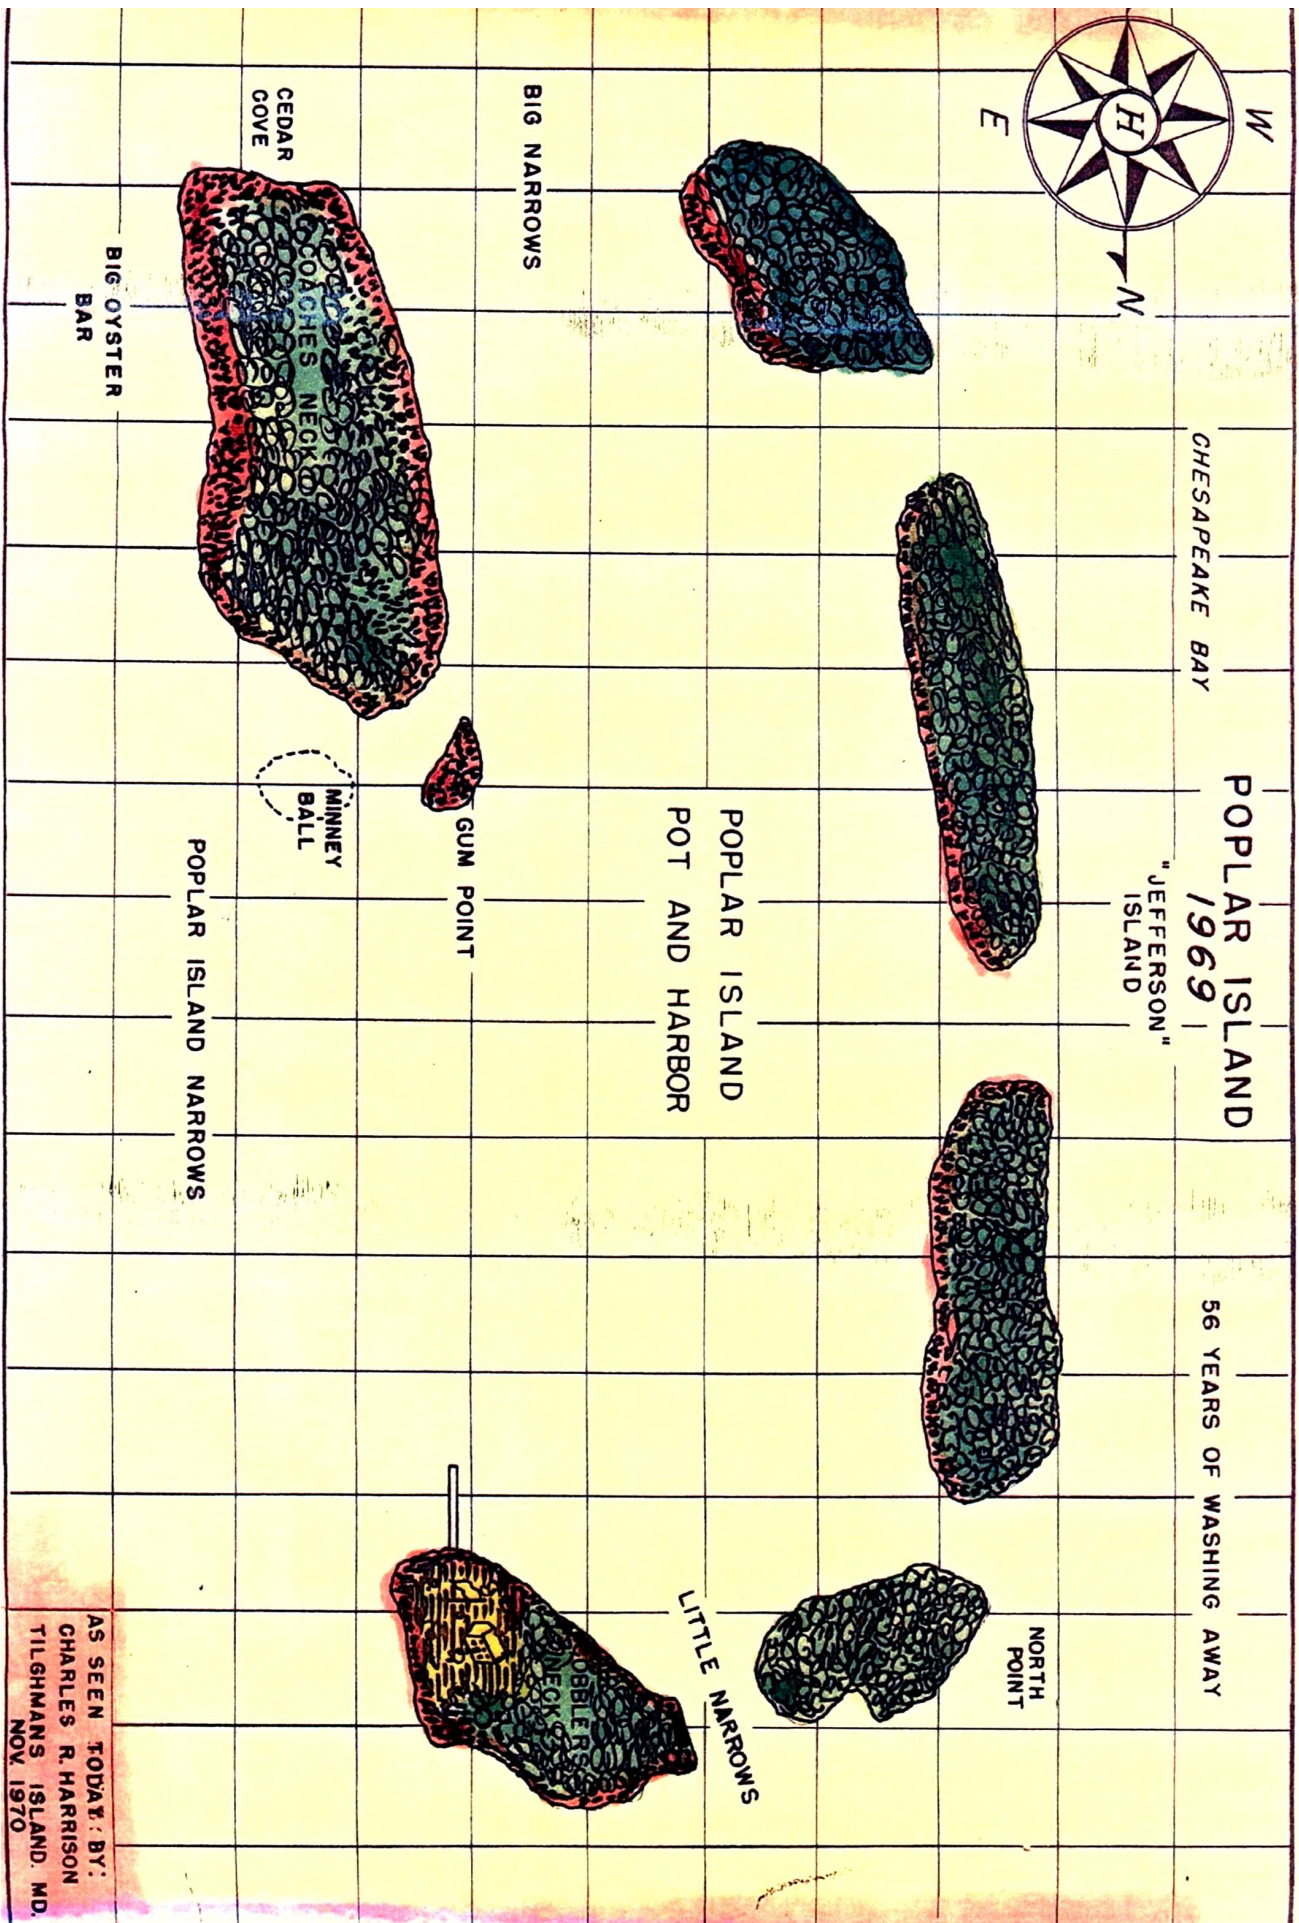 POPLAR ISLAND
1969
"JEFFERSON"
ISLAND
56 YEARS OF WASHING AWAY
W
H
E
N
CHESAPEAKE BAY
NORTH
POINT
LITTLE NARROWS
POPLAR ISLAND
POT AND HARBOR
BIG NARROWS
OBBLERS
NECK
GUM POINT
COACHES NECK
MINNEY
BALL
CEDAR
COVE
POPLAR ISLAND NARROWS
BIG OYSTER
BAR
AS SEEN TODAY: BY:
CHARLES R. HARRISON
TILGHMANS ISLAND. MD.
NOV. 1970